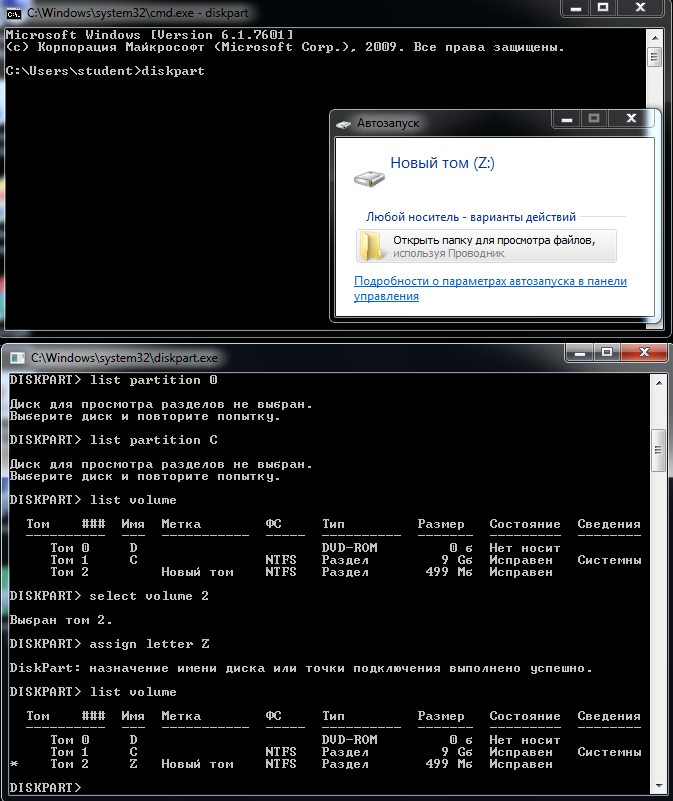 C:\Windows\system32\cmd.exe - diskpart
Microsoft Windows [Version 6.1.7601]
(c) Корпорация Майкрософт (Microsoft Corp.), 2009. Все права защищены.
C:\Users\student>diskpart
Автозапуск
Новый том (Z:)
Любой носитель - варианты действий
Открыть папку для просмотра файлов,
используя Проводник
Подробности о параметрах автозапуска в панели
управления
C:\Windows\system32\diskpart.exe
DISKPART> list partition 0
Диск для просмотра разделов не выбран.
Выберите диск и повторите попытку.
DISKPART> list partition C
Диск для просмотра разделов не выбран.
Выберите диск и повторите попытку.
DISKPART> list volume
Том ### Имя Метка ФС Тип Размер Состояние Сведения
Том 0 D DVD-ROM 0 б Нет носит
Том 1 C NTFS Раздел 9 Gб Исправен Системны
Том 2 Новый том NTFS Раздел 499 Mб Исправен
DISKPART> select volume 2
Выбран том 2.
DISKPART> assign letter Z
DiskPart: назначение имени диска или точки подключения выполнено успешно.
DISKPART> list volume
Том ### Имя Метка ФС Тип Размер Состояние Сведения
Том 0 D DVD-ROM 0 б Нет носит
Том 1 C NTFS Раздел 9 Gб Исправен Системны
* Том 2 Z Новый том NTFS Раздел 499 Mб Исправен
DISKPART>